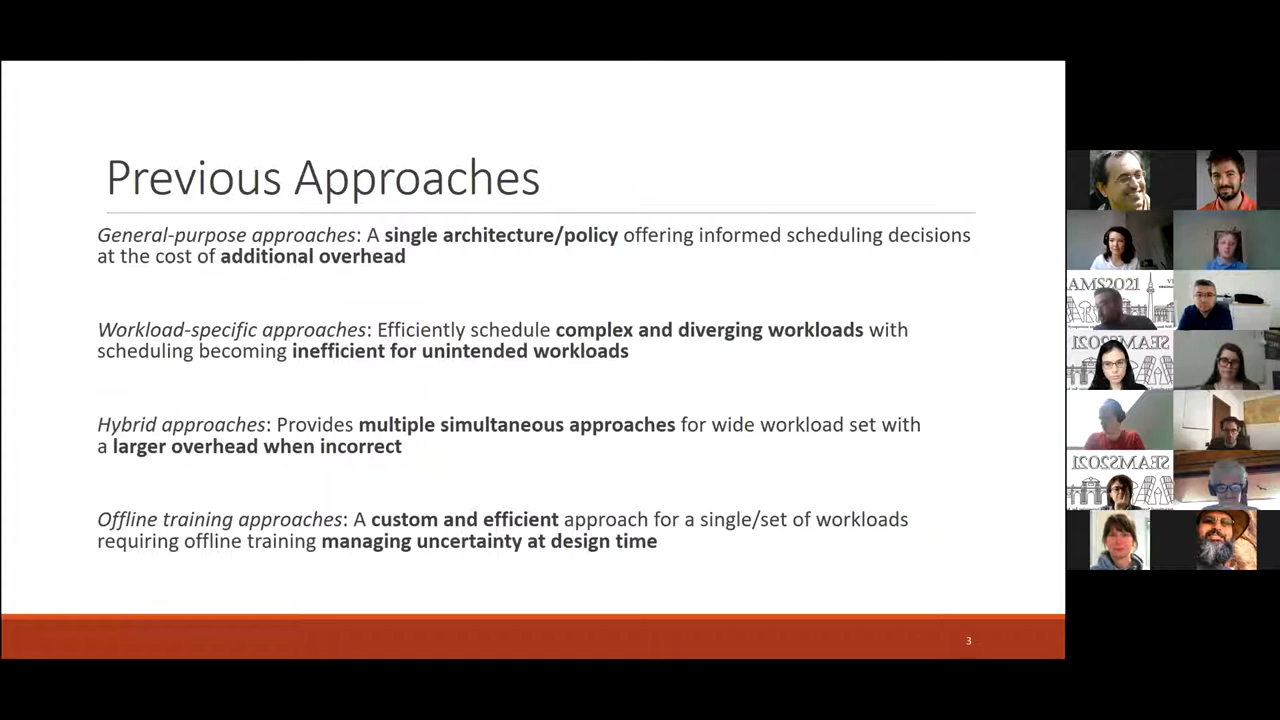 Previous Approaches
General-purpose approaches: A single architecture/policy offering informed scheduling decisions
at the cost of additional overhead
Workload-specific approaches: Efficiently schedule complex and diverging workloads with
scheduling becoming inefficient for unintended workloads
Hybrid approaches: Provides multiple simultaneous approaches for wide workload set with
a larger overhead when incorrect
Offline training approaches: A custom and efficient approach for a single/set of workloads
requiring offline training managing uncertainty at design time
3
AMS2021
SEAMS2021
SEAMS2021